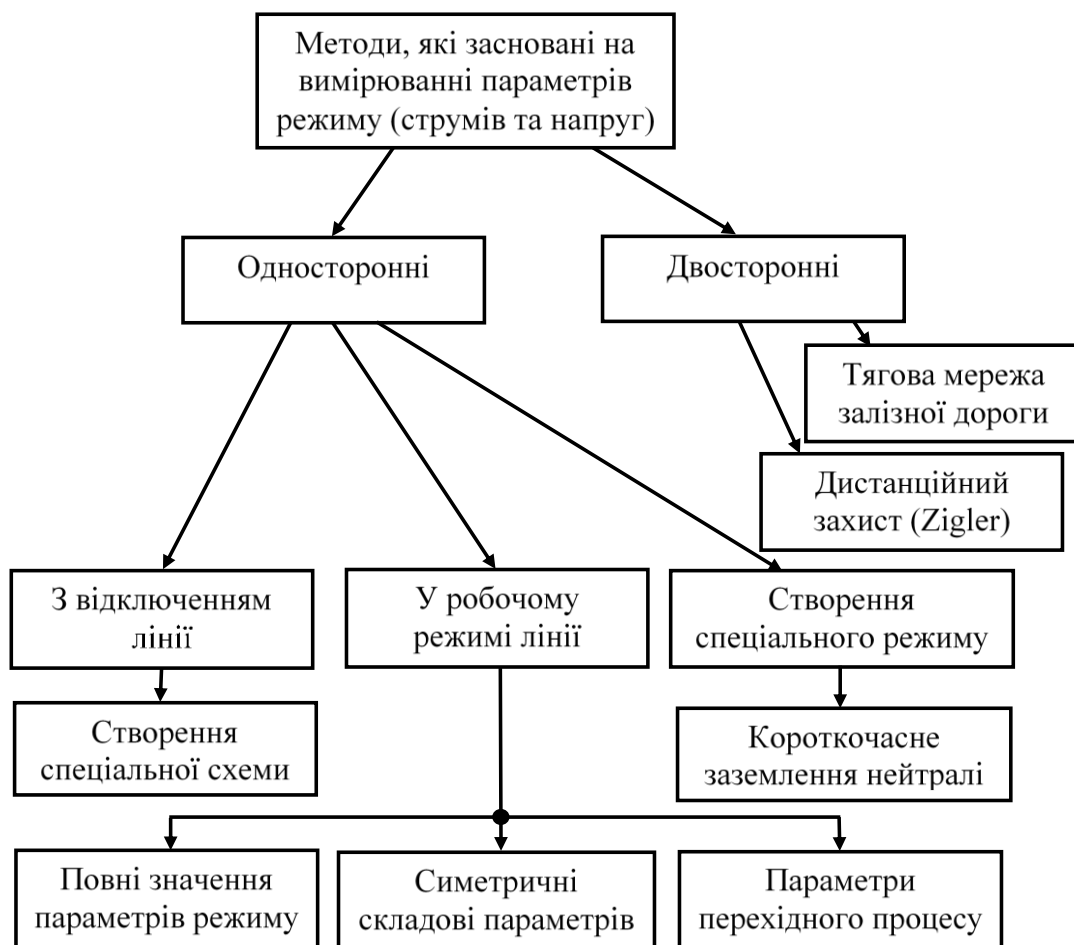 Методи, які засновані на
вимірюванні параметрів
режиму (струмів та напруг)
Односторонні
Двосторонні
Тягова мережа
залізної дороги
Дистанційний
захист (Zigler)
З відключенням
лінії
У робочому
режимі лінії
Створення
спеціального режиму
Створення
спеціальної схеми
Короткочасне
заземлення нейтралі
Повні значення
параметрів режиму
Симетричні
складові параметрів
Параметри
перехідного процесу